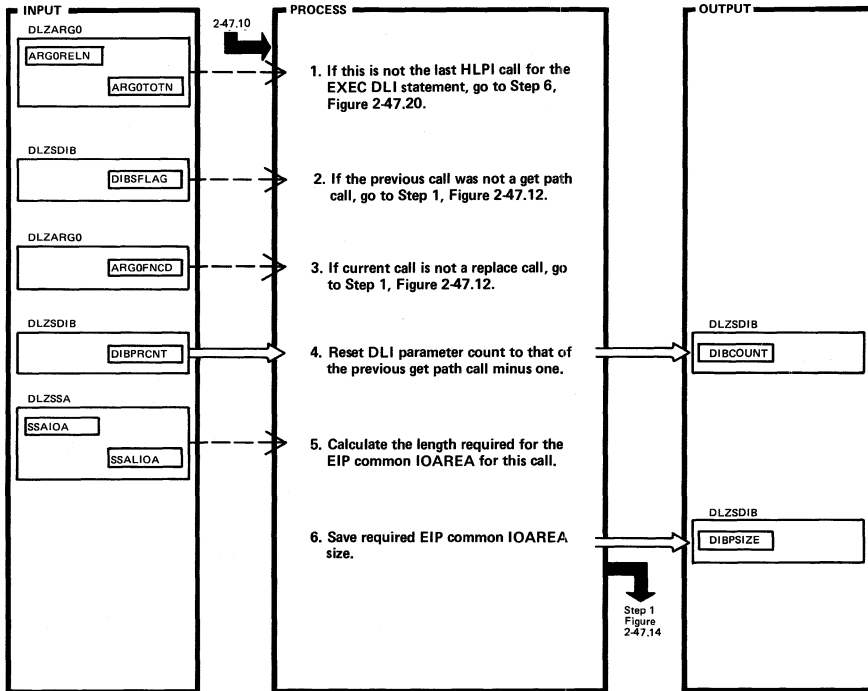 INPUT
PROCESS
OUTPUT
2-47.10
DLZARG0
ARG0RELN
ARG0TOTN
1. If this is not the last HLPI call for the
EXEC DLI statement, go to Step 6,
Figure 2-47.20.
DLZSDIB
DIBSFLAG
2. If the previous call was not a get path
call, go to Step 1, Figure 2-47.12.
DLZARG0
ARG0FNCD
3. If current call is not a replace call, go
to Step 1, Figure 2-47.12.
DLZSDIB
DIBPRCNT
4. Reset DLI parameter count to that of
the previous get path call minus one.
DLZSDIB
DIBCOUNT
DLZSSA
SSAIOA
SSALIOA
5. Calculate the length required for the
EIP common IOAREA for this call.
6. Save required EIP common IOAREA
size.
DLZSDIB
DIBPSIZE
Step 1
Figure
2-47.14